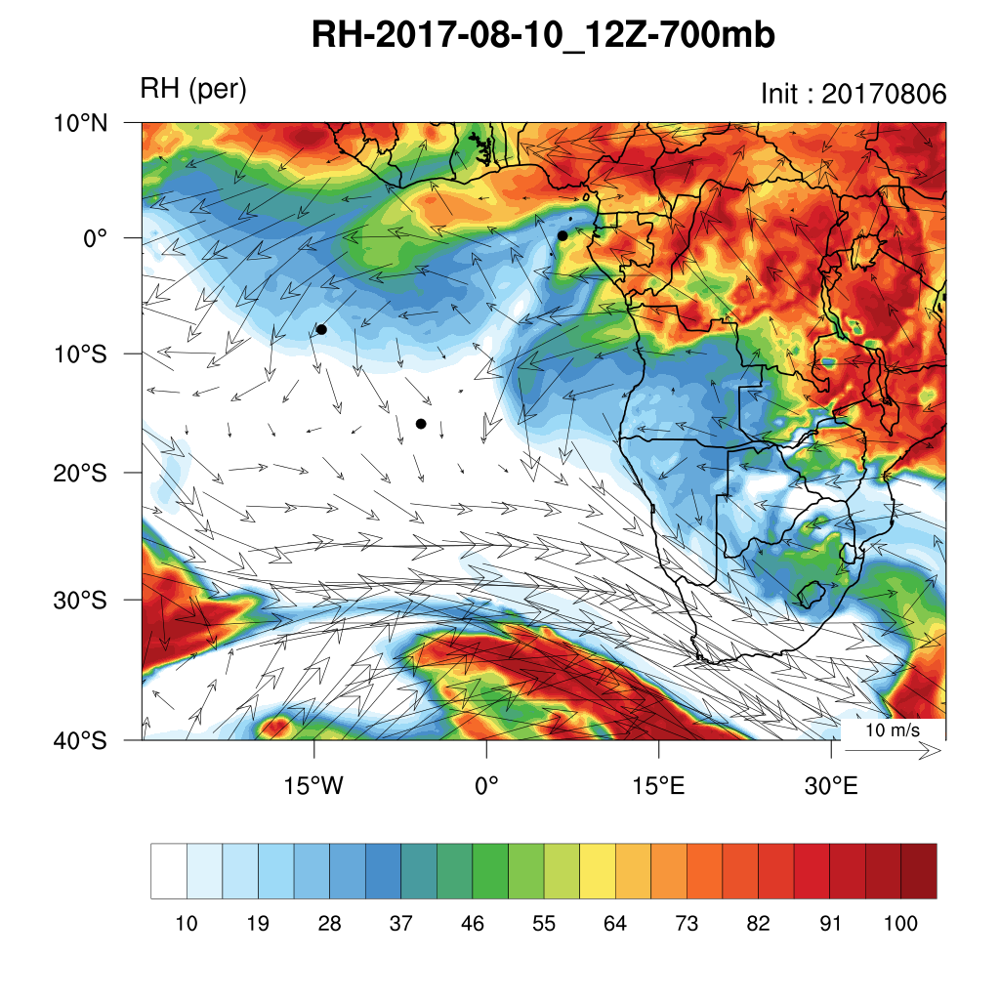 RH-2017-08-10_12Z-700mb
RH (per)
Init : 20170806
10°N
0°
10°S
20°S
30°S
40°S
10 m/s
15°W 0° 15°E 30°E
10 19 28 37 46 55 64 73 82 91 100